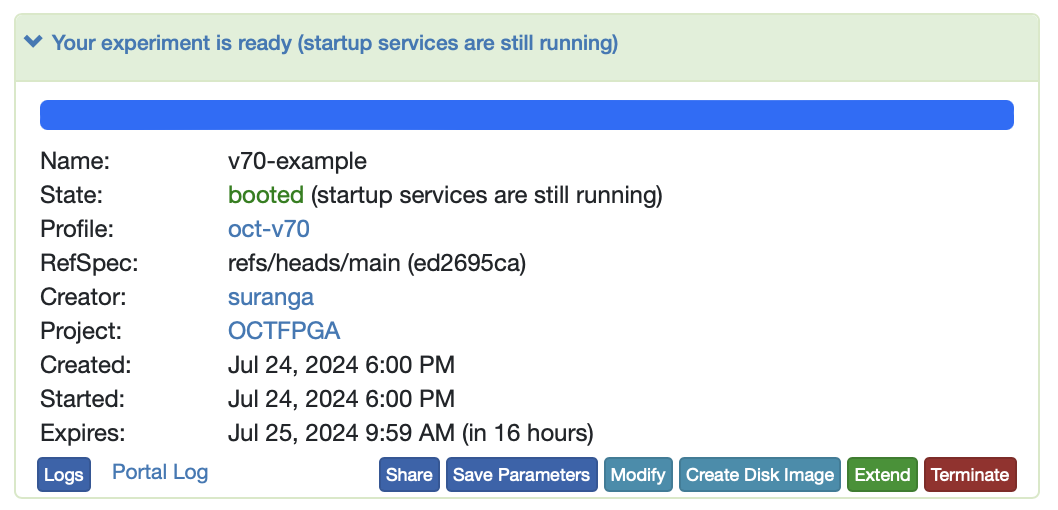 Your experiment is ready (startup services are still running)
Name: v70-example
State: booted (startup services are still running)
Profile: oct-v70
RefSpec: refs/heads/main (ed2695ca)
Creator: suranga
Project: OCTFPGA
Created: Jul 24, 2024 6:00 PM
Started: Jul 24, 2024 6:00 PM
Expires: Jul 25, 2024 9:59 AM (in 16 hours)
Logs Portal Log Share Save Parameters Modify Create Disk Image Extend Terminate